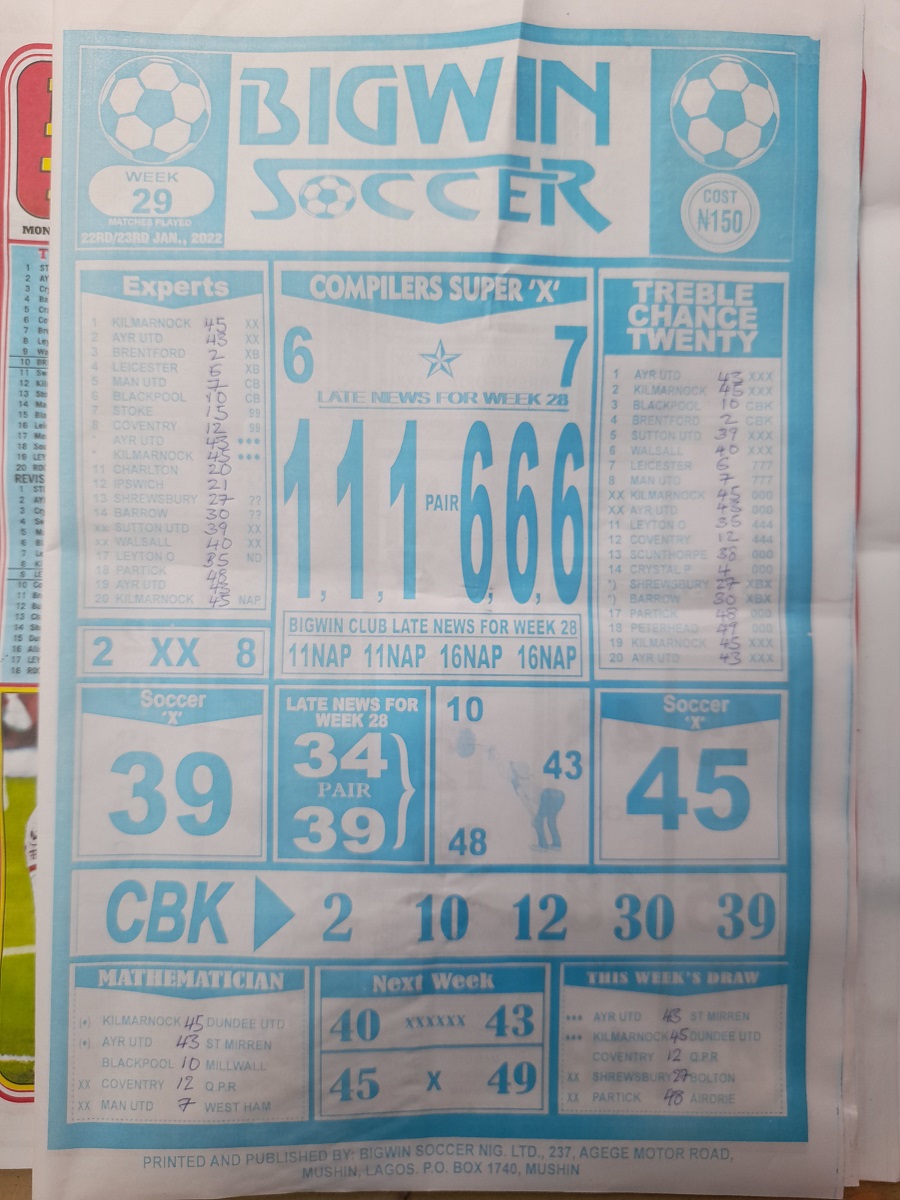 BIGWIN
SOCCER
WEEK
29
MATCHES PLAYED
22RD/23RD JAN., 2022
COST
₦150
MON
Experts
1 KILMARNOCK 45 XX
2 AYR UTD 43 XX
3 BRENTFORD 2 XB
4 LEICESTER 6 XB
5 MAN UTD 7 CB
6 BLACKPOOL 10 CB
7 STOKE 15 99
8 COVENTRY 12 99
AYR UTD 43 •••
KILMARNOCK 45 •••
11 CHARLTON 20
12 IPSWICH 21
13 SHREWSBURY 27 ??
14 BARROW 30 ??
xx SUTTON UTD 39 XX
xx WALSALL 40 XX
17 LEYTON O 35 ND
18 PARTICK 48
19 AYR UTD 43
20 KILMARNOCK 45 NAP
2 XX 8
COMPILERS SUPER 'X'
6 7
LATE NEWS FOR WEEK 28
1,1,1 PAIR 6,6,6
BIGWIN CLUB LATE NEWS FOR WEEK 28
11NAP 11NAP 16NAP 16NAP
TREBLE
CHANCE
TWENTY
1 AYR UTD 43 XXX
2 KILMARNOCK 45 XXX
3 BLACKPOOL 10 CBK
4 BRENTFORD 2 CBK
5 SUTTON UTD 39 XXX
6 WALSALL 40 XXX
7 LEICESTER 6 777
8 MAN UTD 7 777
XX KILMARNOCK 45 000
XX AYR UTD 43 000
11 LEYTON O 35 444
12 COVENTRY 12 444
13 SCUNTHORPE 38 000
14 CRYSTAL P 4 000
*) SHREWSBURY 27 XBX
*) BARROW 30 XBX
17 PARTICK 48 000
18 PETERHEAD 49 000
19 KILMARNOCK 45 XXX
20 AYR UTD 43 XXX
Soccer
'X'
39
LATE NEWS FOR
WEEK 28
34
PAIR
39
10
43
48
Soccer
'X'
45
CBK 2 10 12 30 39
MATHEMATICIAN
(•) KILMARNOCK 45 DUNDEE UTD
(•) AYR UTD 43 ST MIRREN
BLACKPOOL 10 MILLWALL
XX COVENTRY 12 Q.P.R
XX MAN UTD 7 WEST HAM
Next Week
40 xxxxxx 43
45 X 49
THIS WEEK'S DRAW
••• AYR UTD 43 ST MIRREN
••• KILMARNOCK 45 DUNDEE UTD
COVENTRY 12 Q.P.R
XX SHREWSBURY 27 BOLTON
XX PARTICK 48 AIRDRIE
PRINTED AND PUBLISHED BY: BIGWIN SOCCER NIG. LTD., 237, AGEGE MOTOR ROAD,
MUSHIN, LAGOS. P.O. BOX 1740, MUSHIN